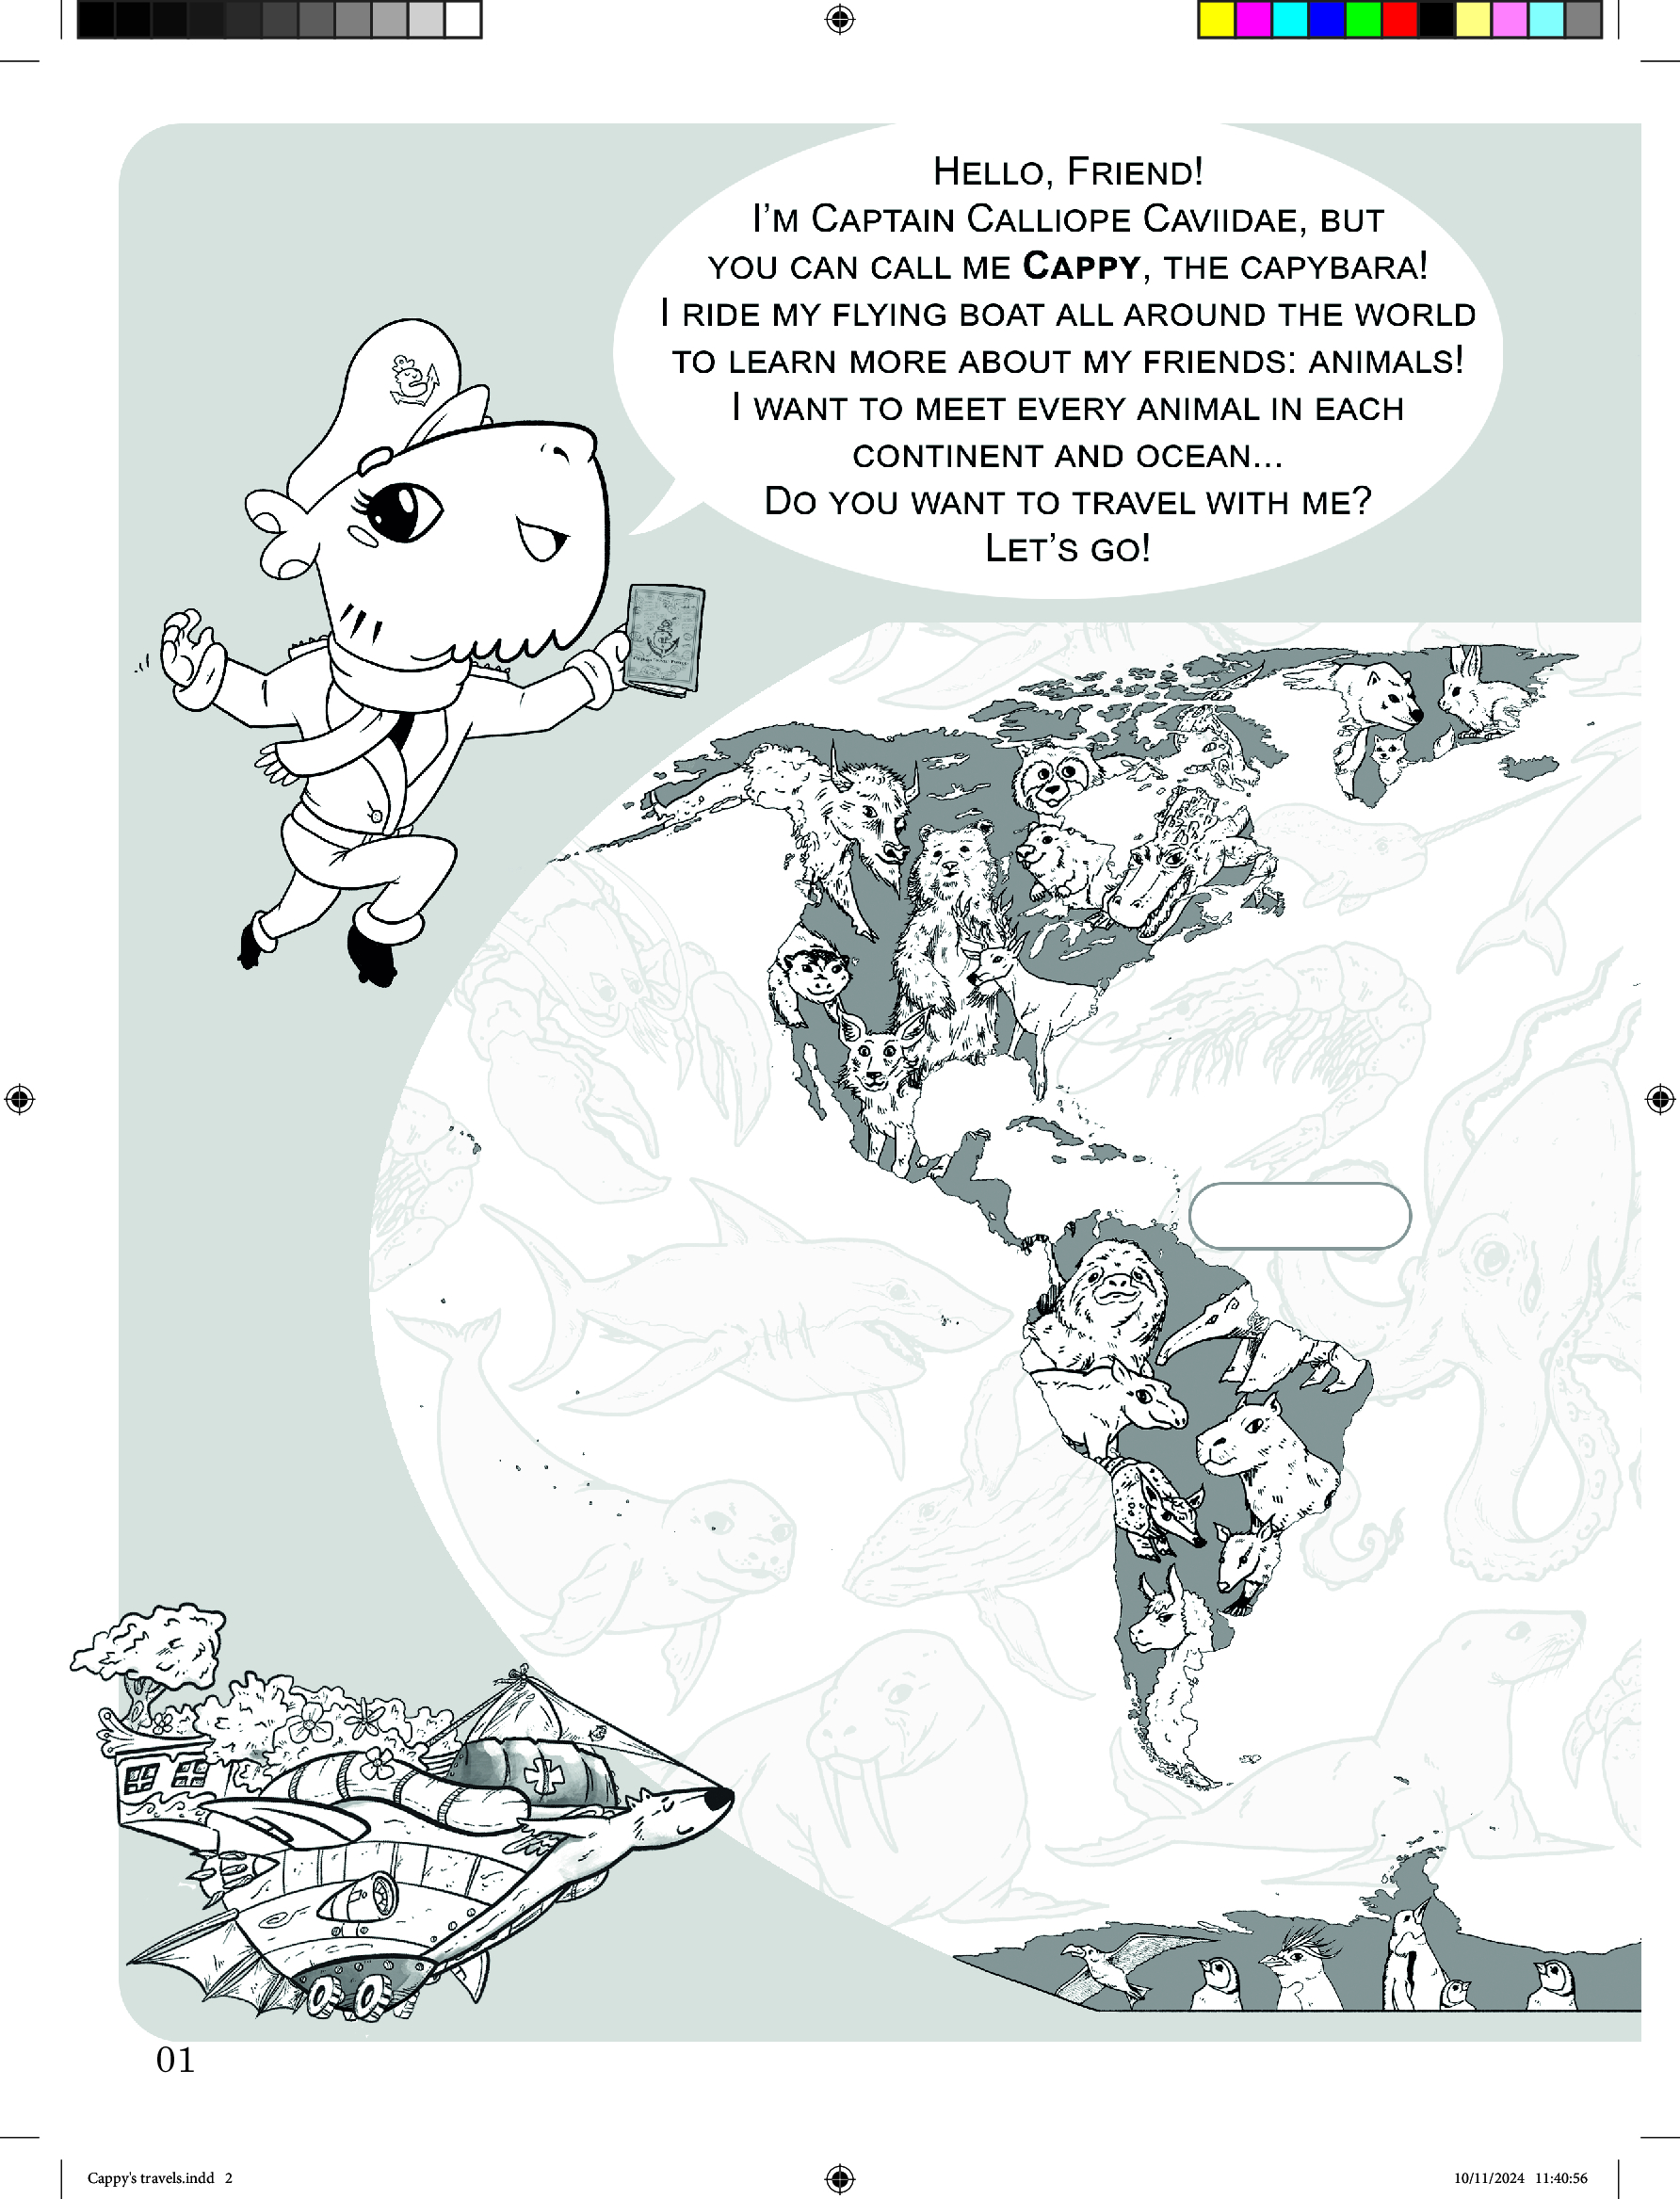 Hello, Friend!
I'm Captain Calliope Caviidae, but
you can call me Cappy, the capybara!
I ride my flying boat all around the world
to learn more about my friends: animals!
I want to meet every animal in each
continent and ocean...
Do you want to travel with me?
Let's go!
01
Cappy's travels.indd 2
10/11/2024 11:40:56